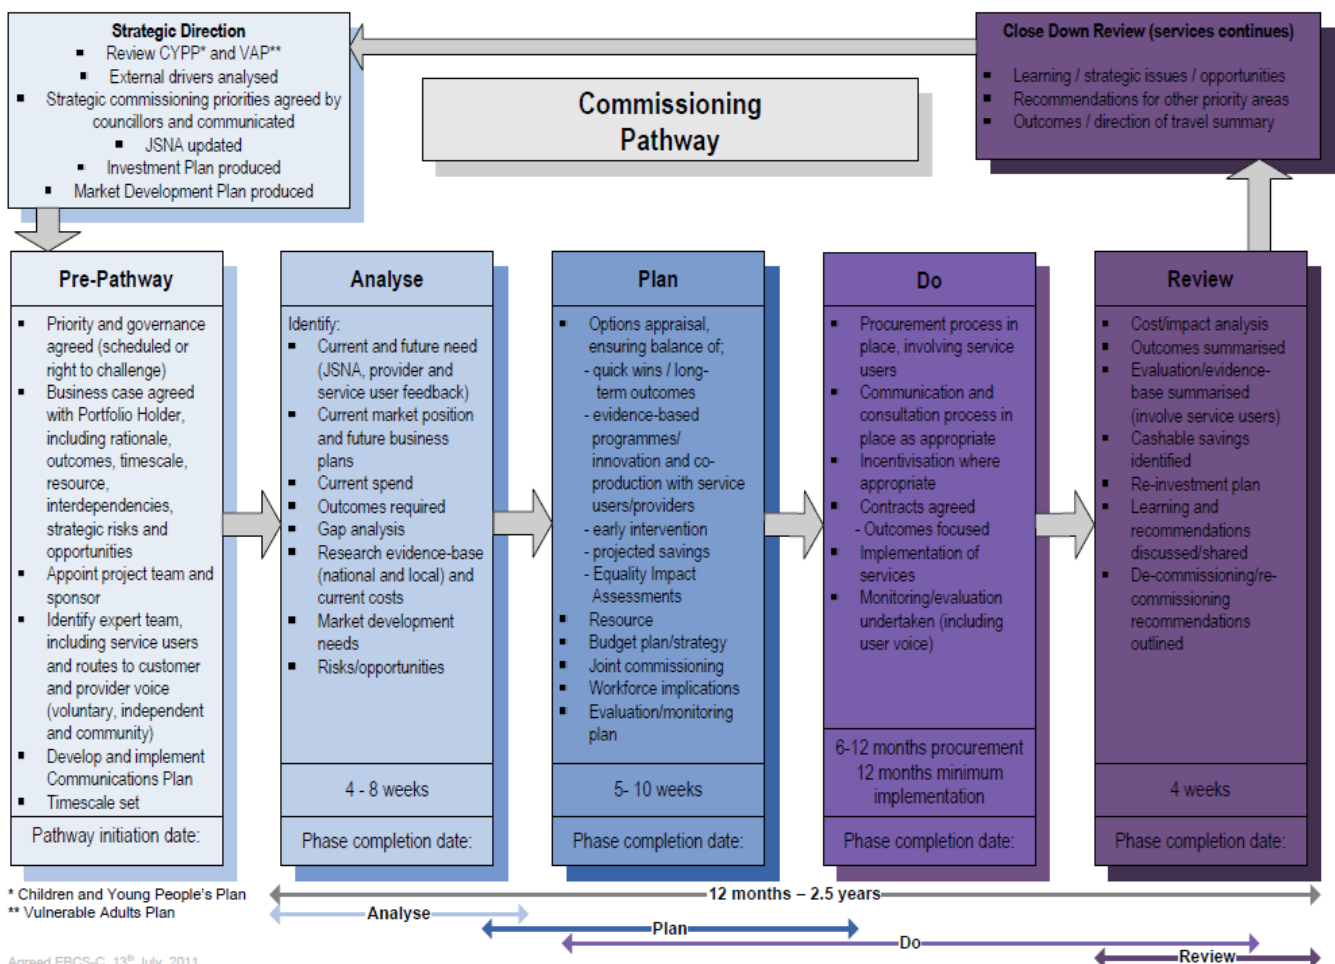 Strategic Direction
▪ Review CYPP* and VAP**
▪ External drivers analysed
▪ Strategic commissioning priorities agreed by
councillors and communicated
▪ JSNA updated
▪ Investment Plan produced
▪ Market Development Plan produced
Commissioning
Pathway
Close Down Review (services continues)
▪ Learning / strategic issues / opportunities
▪ Recommendations for other priority areas
▪ Outcomes / direction of travel summary
Pre-Pathway
▪ Priority and governance
agreed (scheduled or
right to challenge)
▪ Business case agreed
with Portfolio Holder,
including rationale,
outcomes, timescale,
resource,
interdependencies,
strategic risks and
opportunities
▪ Appoint project team and
sponsor
▪ Identify expert team,
including service users
and routes to customer
and provider voice
(voluntary, independent
and community)
▪ Develop and implement
Communications Plan
▪ Timescale set
Pathway initiation date:
Analyse
Identify:
▪ Current and future need
(JSNA, provider and
service user feedback)
▪ Current market position
and future business
plans
▪ Current spend
▪ Outcomes required
▪ Gap analysis
▪ Research evidence-base
(national and local) and
current costs
▪ Market development
needs
▪ Risks/opportunities
4 - 8 weeks
Phase completion date:
Plan
▪ Options appraisal,
ensuring balance of;
- quick wins / long-
term outcomes
- evidence-based
programmes/
innovation and co-
production with service
users/providers
- early intervention
- projected savings
- Equality Impact
Assessments
▪ Resource
▪ Budget plan/strategy
▪ Joint commissioning
▪ Workforce implications
▪ Evaluation/monitoring
plan
5- 10 weeks
Phase completion date:
Do
▪ Procurement process in
place, involving service
users
▪ Communication and
consultation process in
place as appropriate
▪ Incentivisation where
appropriate
▪ Contracts agreed
- Outcomes focused
▪ Implementation of
services
▪ Monitoring/evaluation
undertaken (including
user voice)
6-12 months procurement
12 months minimum
implementation
Phase completion date:
Review
▪ Cost/impact analysis
▪ Outcomes summarised
▪ Evaluation/evidence-
base summarised
(involve service users)
▪ Cashable savings
identified
▪ Re-investment plan
▪ Learning and
recommendations
discussed/shared
▪ De-commissioning/re-
commissioning
recommendations
outlined
4 weeks
Phase completion date:
* Children and Young People's Plan
** Vulnerable Adults Plan
12 months – 2.5 years
Analyse
Plan
Do
Review
Agreed EBCS-C, 13th July, 2011